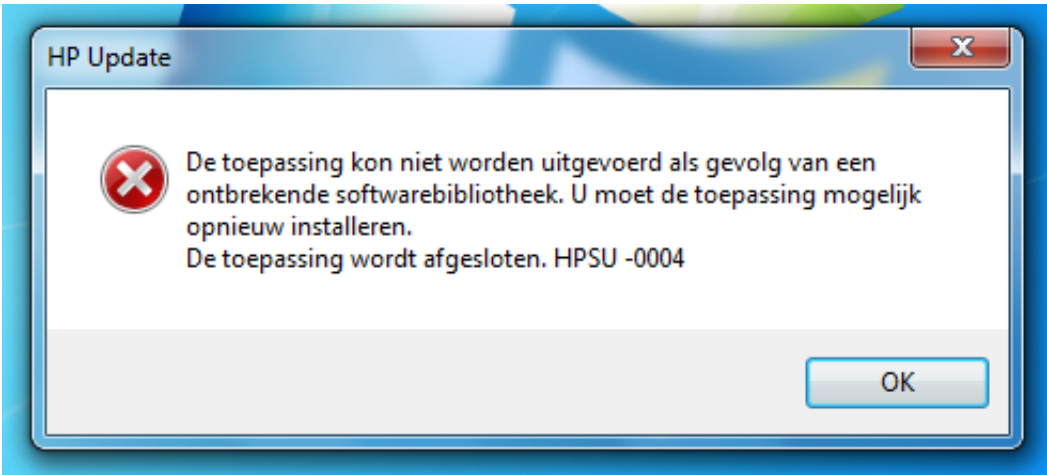 HP Update
De toepassing kon niet worden uitgevoerd als gevolg van een
ontbrekende softwarebibliotheek. U moet de toepassing mogelijk
opnieuw installeren.
De toepassing wordt afgesloten. HPSU -0004
OK